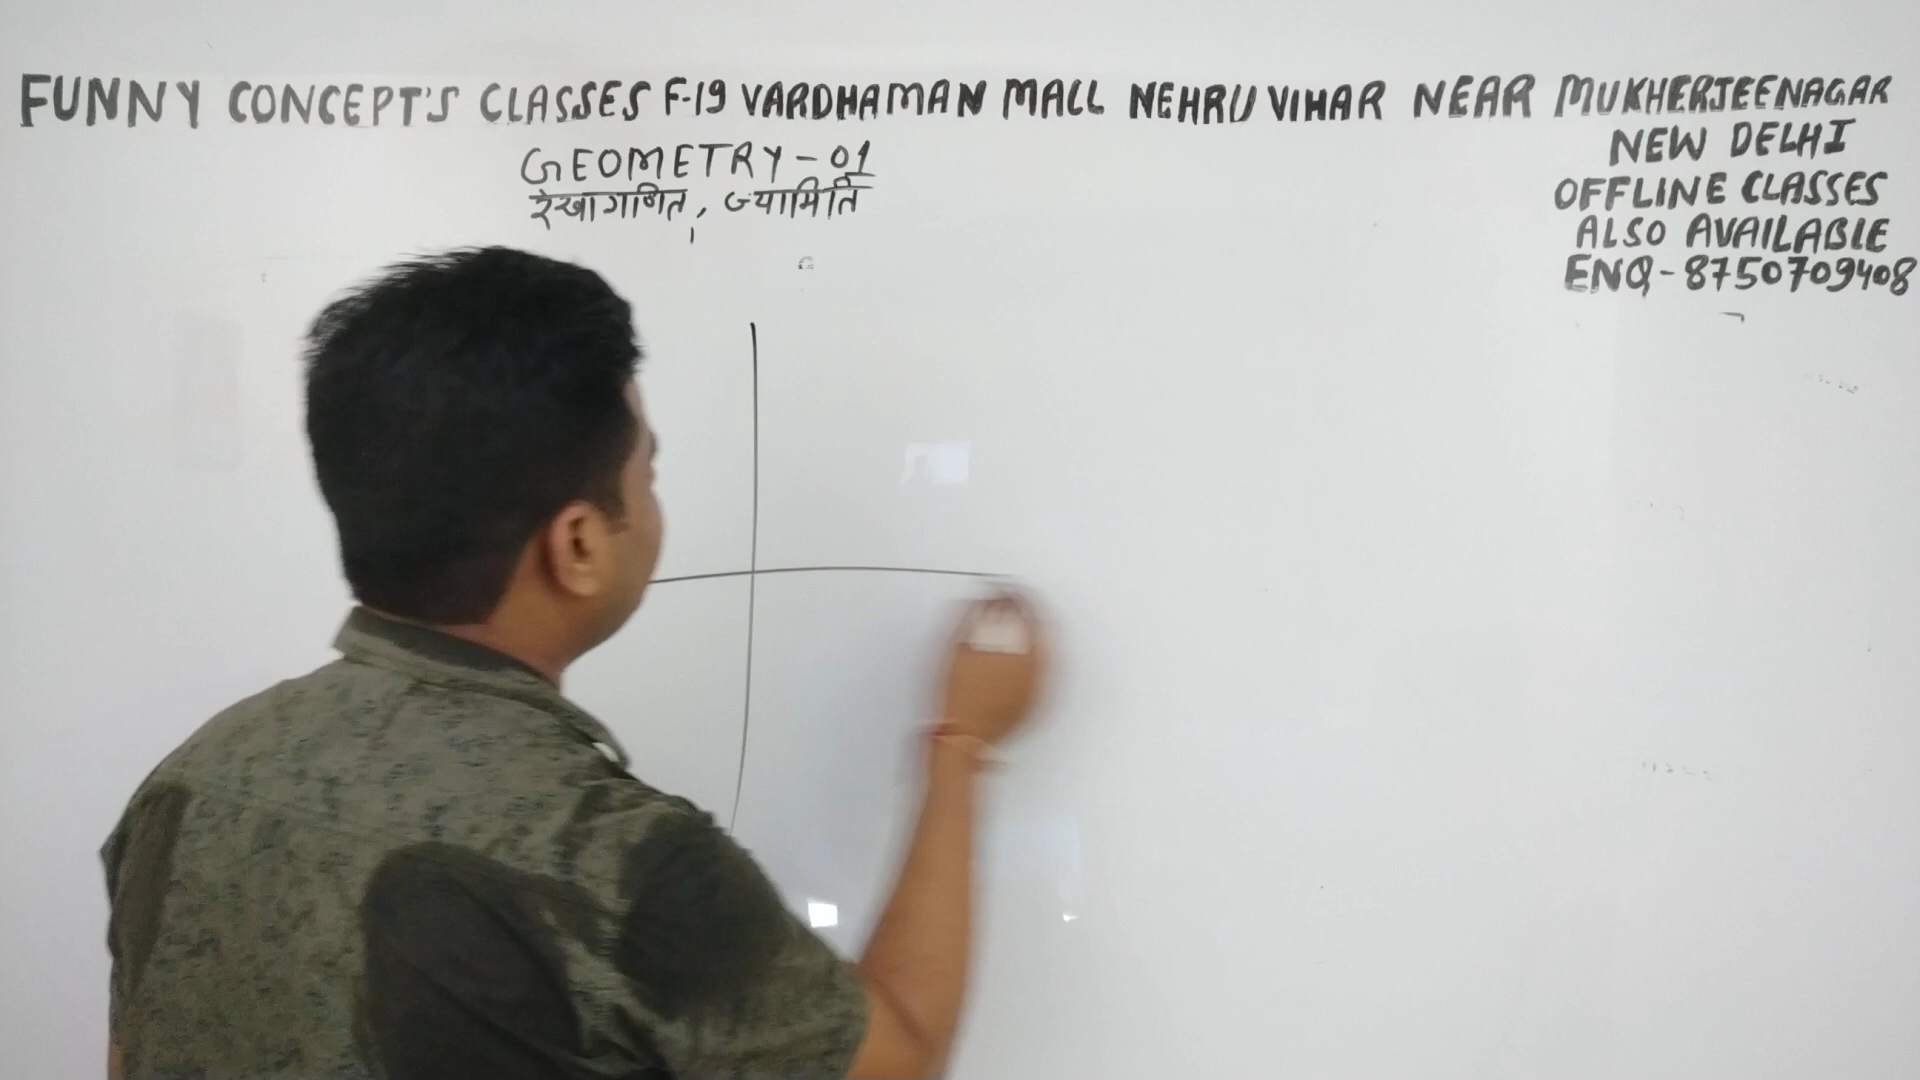 FUNNY CONCEPT'S CLASSES F-19 VARDHAMAN MALL NEHRU VIHAR NEAR MUKHERJEENAGAR
NEW DELHI
GEOMETRY-01
रेखागणित, ज्यामिति
OFFLINE CLASSES
ALSO AVAILABLE
ENQ-8750709408